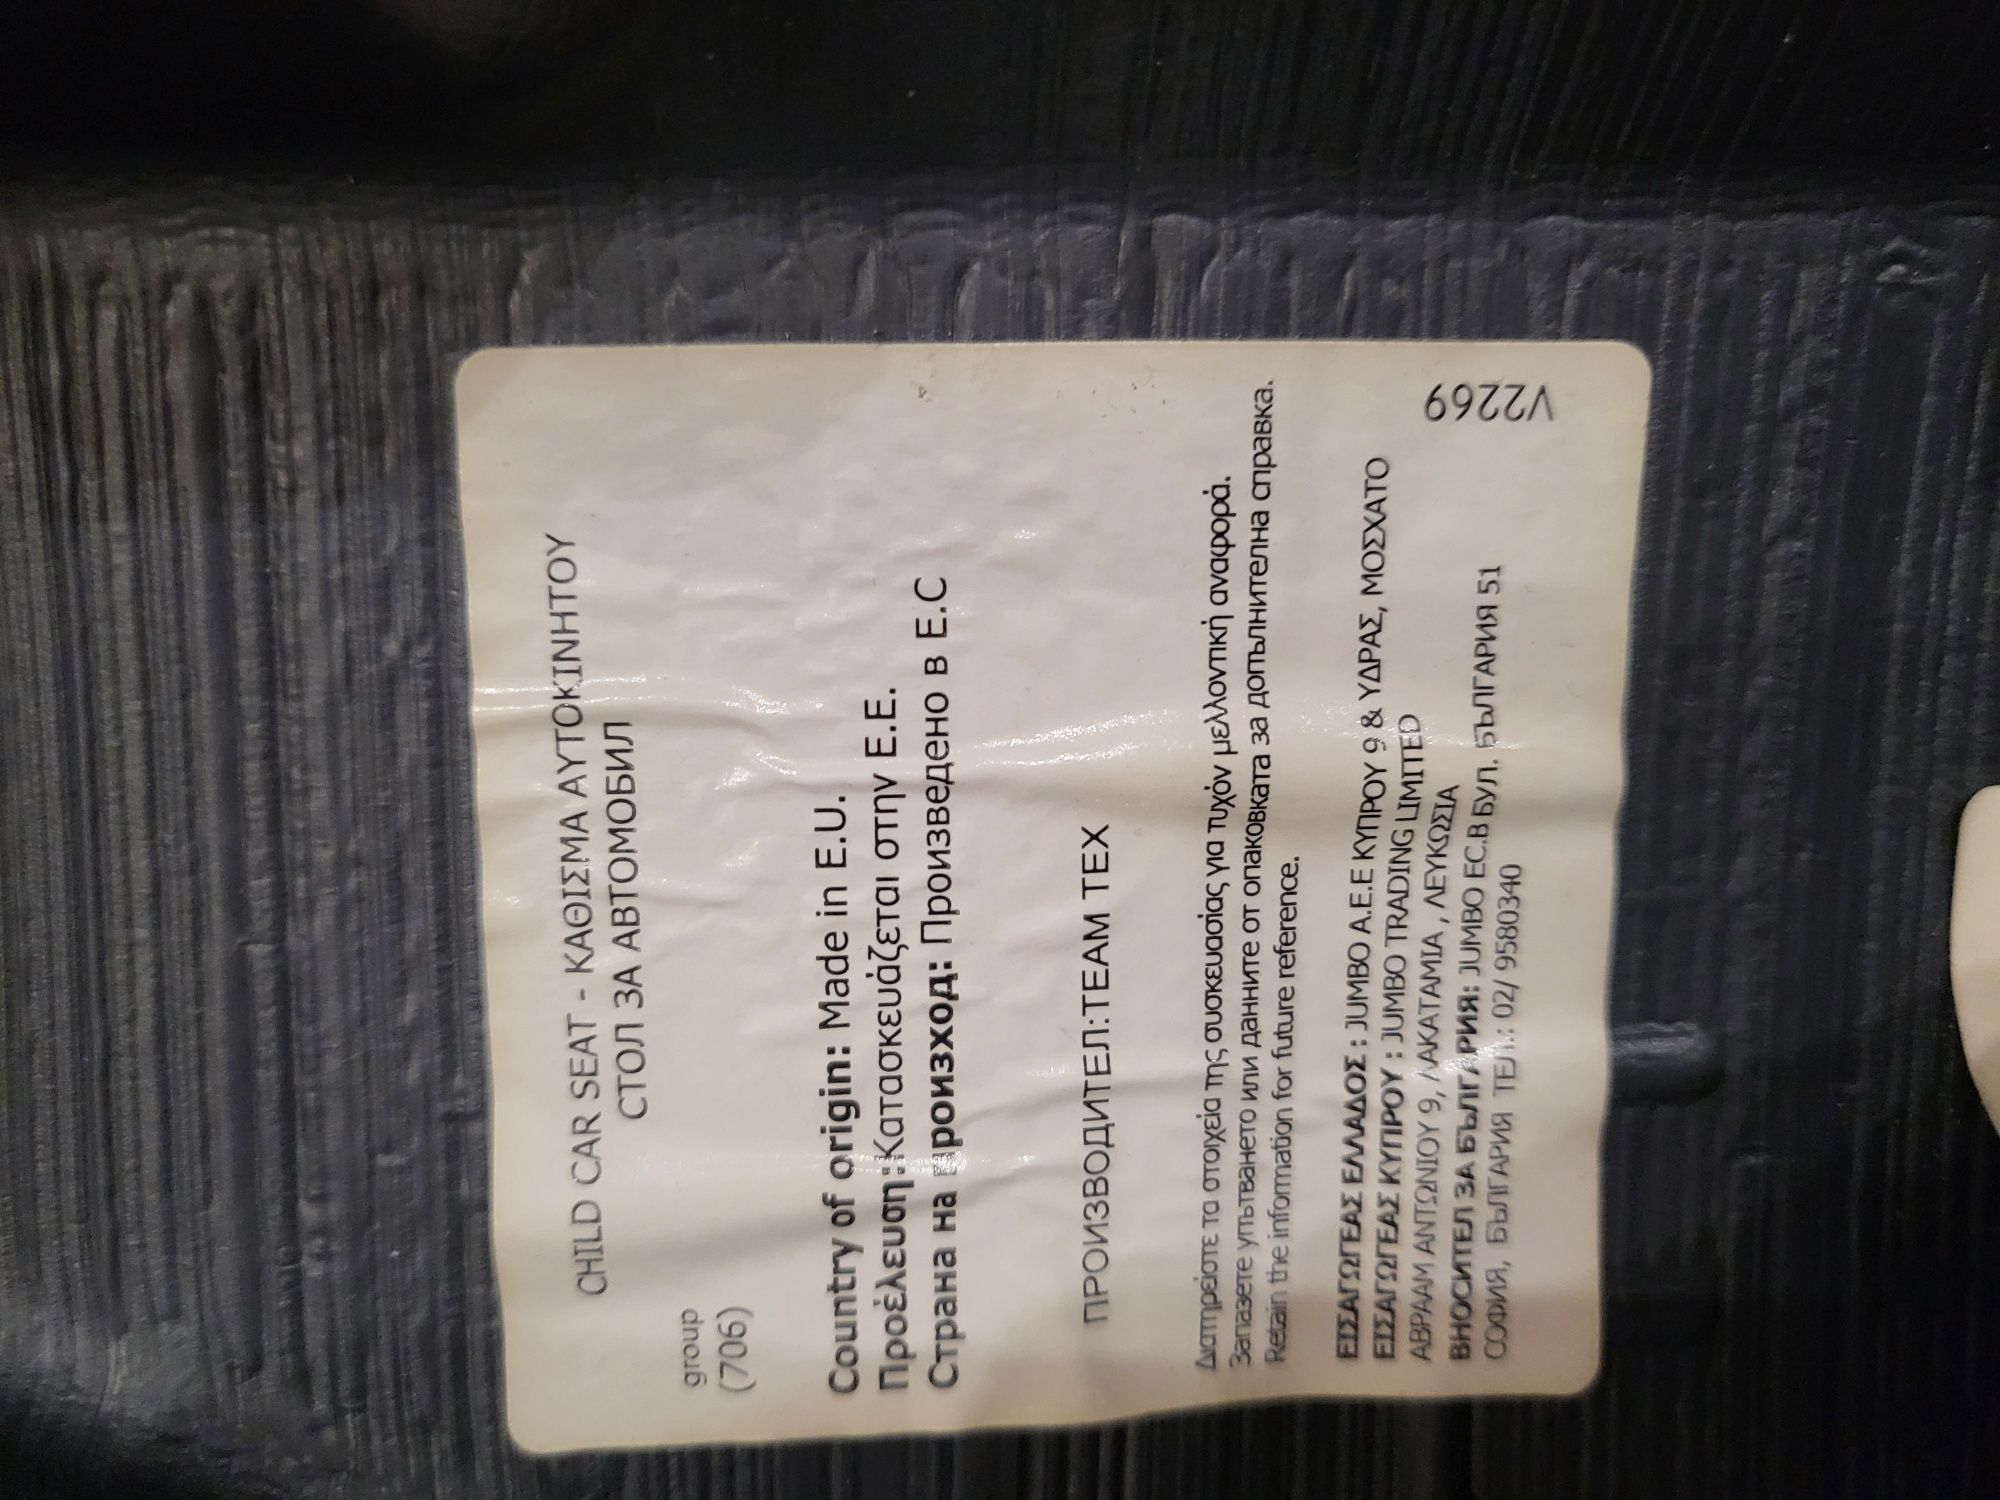 CHILD CAR SEAT - ΚΑΘΙΣΜΑ ΑΥΤΟΚΙΝΗΤΟΥ
СТОЛ ЗА АВТОМОБИЛ
group
(706)
Country of origin: Made in E.U.
Προέλευση:Κατασκευάζεται στην Ε.Ε.
Страна на произход: Произведено в Е.С
ПРОИЗВОДИТЕЛ:TEAM TEX
Διατηρείστε τα στοιχεία της συσκευασίας για τυχόν μελλοντική αναφορά.
Запазете упътването или данните от опаковката за допълнителна справка.
Retain the information for future reference.
ΕΙΣΑΓΩΓΕΑΣ ΕΛΛΑΔΟΣ : JUMBO A.E.E ΚΥΠΡΟΥ 9 & ΥΔΡΑΣ, ΜΟΣΧΑΤΟ
ΕΙΣΑΓΩΓΕΑΣ ΚΥΠΡΟΥ : JUMBO TRADING LIMITED
ΑΒΡΑΑΜ ΑΝΤΩΝΙΟΥ 9, ΛΑΚΑΤΑΜΙΑ , ΛΕΥΚΩΣΙΑ
ВНОСИТЕЛ ЗА БЪЛГАРИЯ: JUMBO EC.B БУЛ. БЪЛГАРИЯ 51
СОФИЯ, БЪЛГАРИЯ ТЕЛ.: 02/ 9580340
V2269